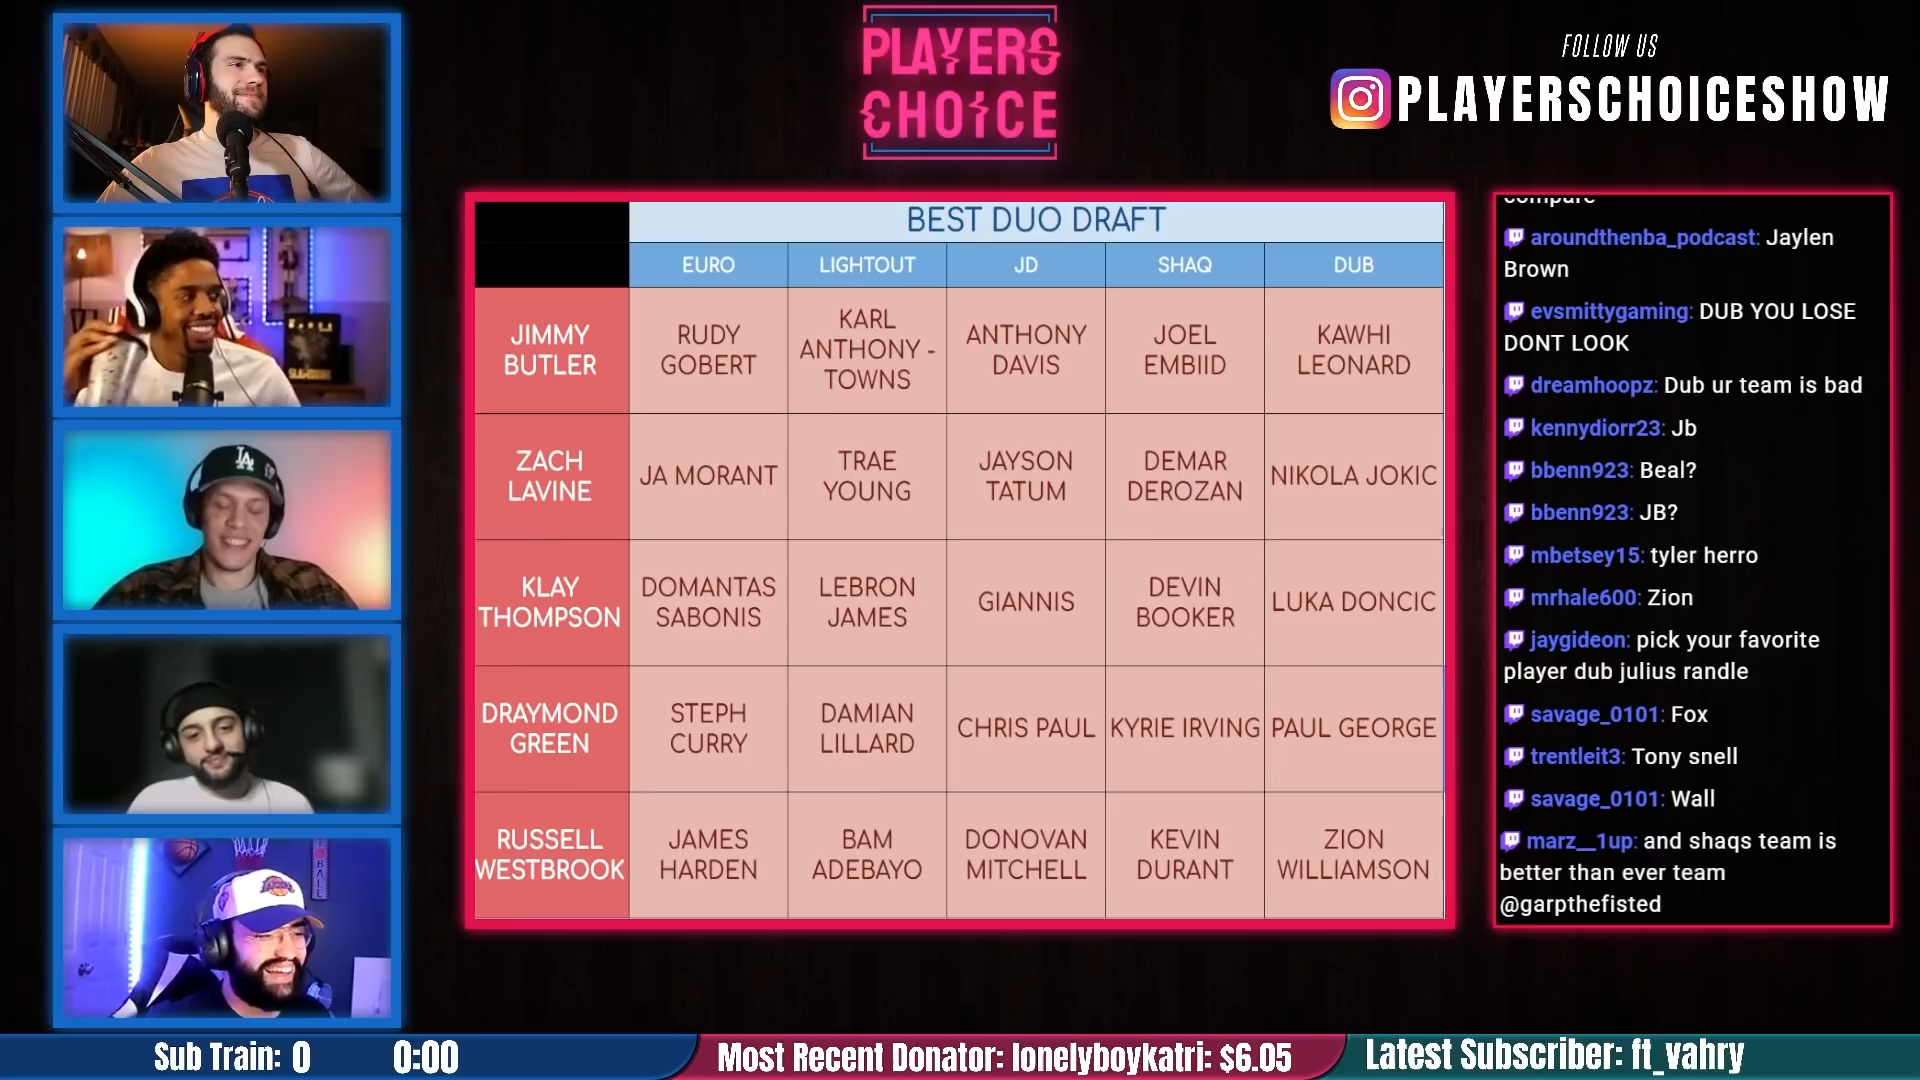 PLAYERS
CHOICE
FOLLOW US
PLAYERSCHOICESHOW
BEST DUO DRAFT
EURO LIGHTOUT JD SHAQ DUB
JIMMY
BUTLER
RUDY
GOBERT
KARL
ANTHONY -
TOWNS
ANTHONY
DAVIS
JOEL
EMBIID
KAWHI
LEONARD
ZACH
LAVINE
JA MORANT
TRAE
YOUNG
JAYSON
TATUM
DEMAR
DEROZAN
NIKOLA JOKIC
KLAY
THOMPSON
DOMANTAS
SABONIS
LEBRON
JAMES
GIANNIS
DEVIN
BOOKER
LUKA DONCIC
DRAYMOND
GREEN
STEPH
CURRY
DAMIAN
LILLARD
CHRIS PAUL
KYRIE IRVING
PAUL GEORGE
RUSSELL
WESTBROOK
JAMES
HARDEN
BAM
ADEBAYO
DONOVAN
MITCHELL
KEVIN
DURANT
ZION
WILLIAMSON
compare
aroundthenba_podcast: Jaylen
Brown
evsmittygaming: DUB YOU LOSE
DONT LOOK
dreamhoopz: Dub ur team is bad
kennydiorr23: Jb
bbenn923: Beal?
bbenn923: JB?
mbetsey15: tyler herro
mrhale600: Zion
jaygideon: pick your favorite
player dub julius randle
savage_0101: Fox
trentleit3: Tony snell
savage_0101: Wall
marz__1up: and shaqs team is
better than ever team
@garpthefisted
LA
Sub Train: 0 0:00
Most Recent Donator: lonelyboykatri: $6.05
Latest Subscriber: ft_vahry